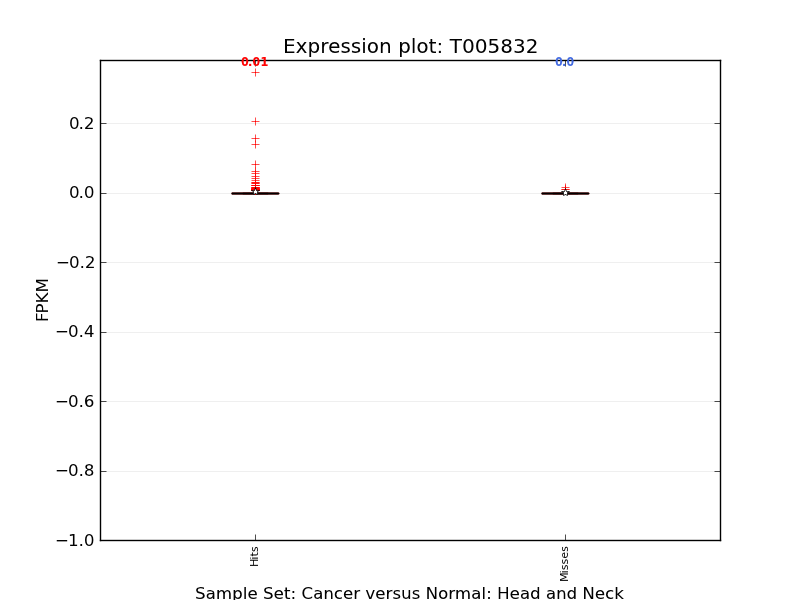 Expression plot: T005832
0.01
0.0
0.2
0.0
−0.2
−0.4
−0.6
−0.8
−1.0
FPKM
Hits
Misses
Sample Set: Cancer versus Normal: Head and Neck